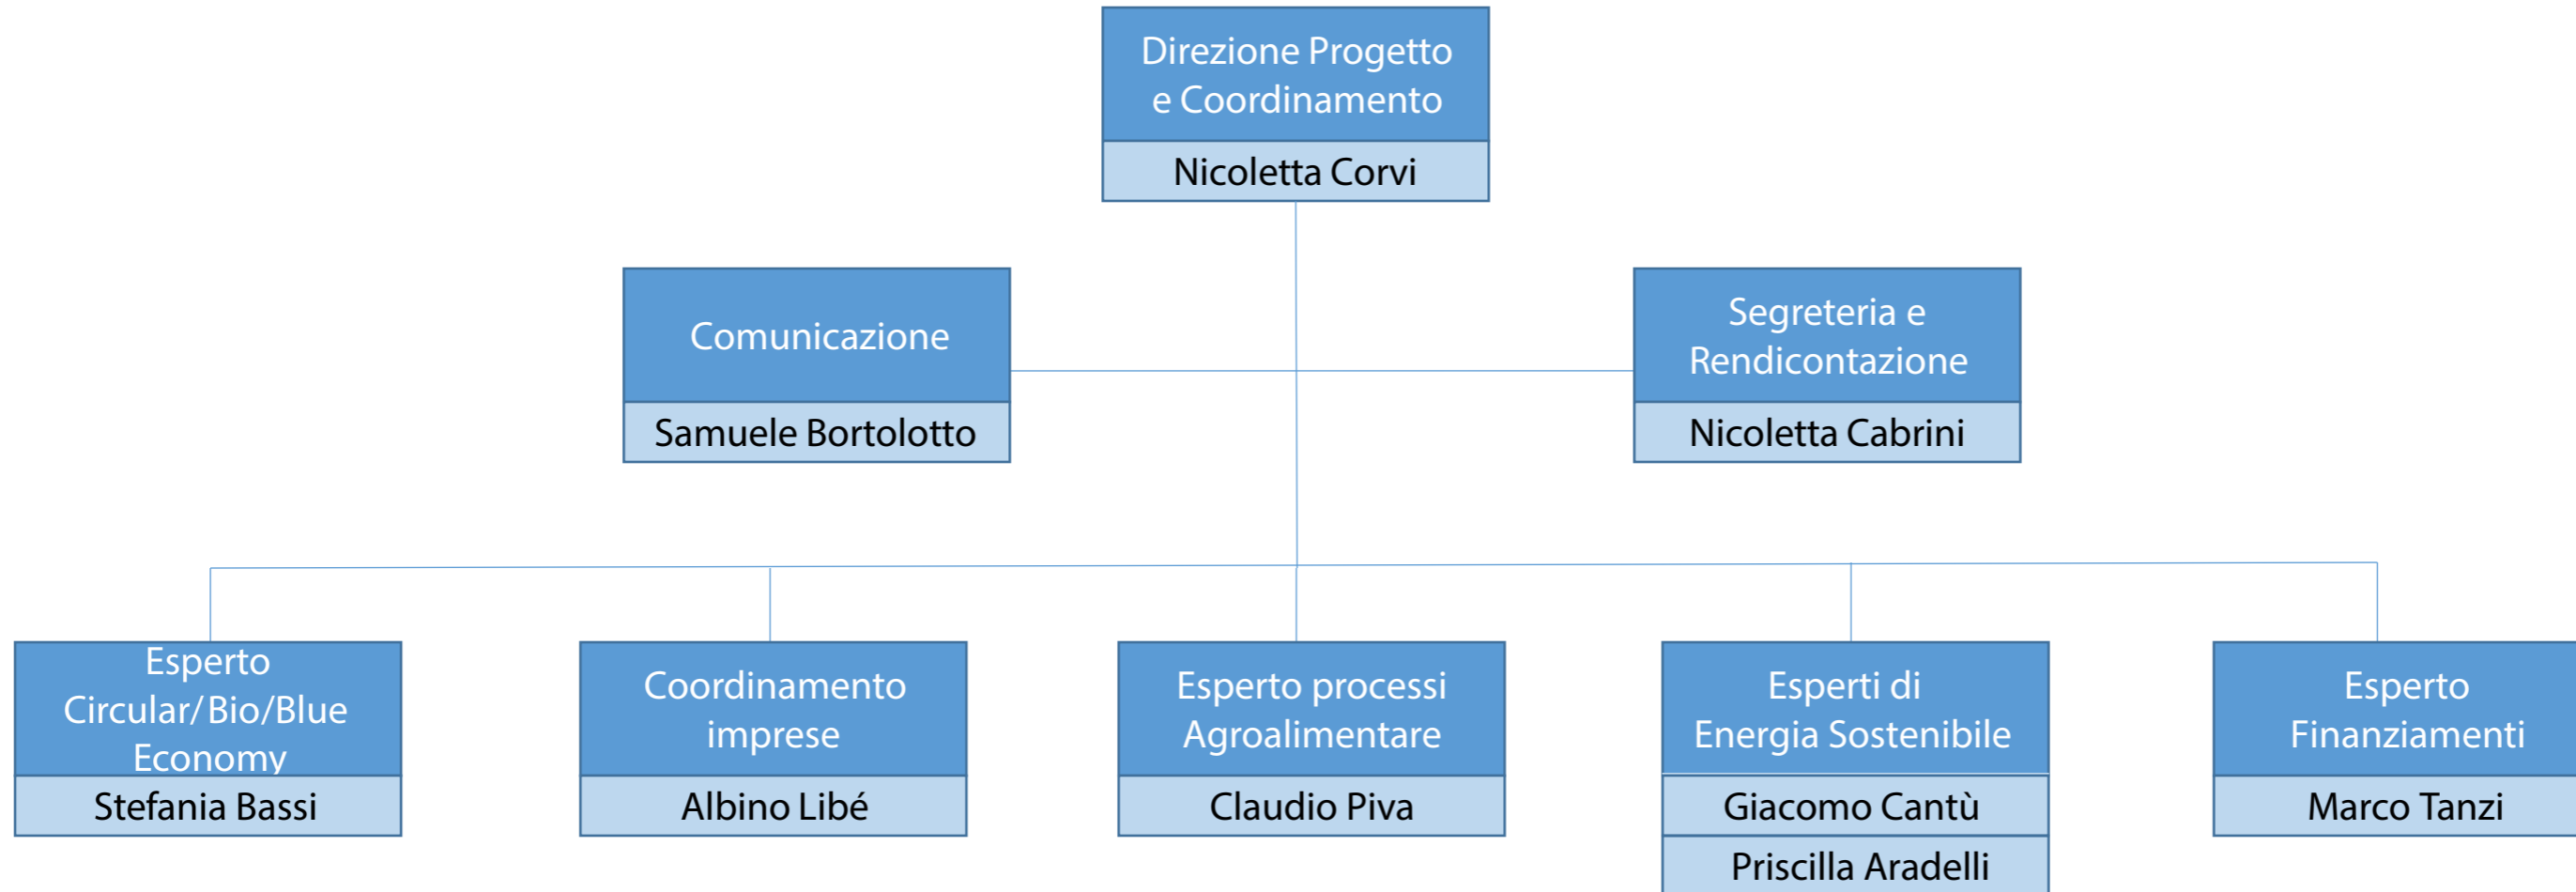 Direzione Progetto
e Coordinamento
Nicoletta Corvi
Comunicazione
Samuele Bortolotto
Segreteria e
Rendicontazione
Nicoletta Cabrini
Esperto
Circular/Bio/Blue
Economy
Stefania Bassi
Coordinamento
imprese
Albino Libé
Esperto processi
Agroalimentare
Claudio Piva
Esperti di
Energia Sostenibile
Giacomo Cantù
Priscilla Aradelli
Esperto
Finanziamenti
Marco Tanzi